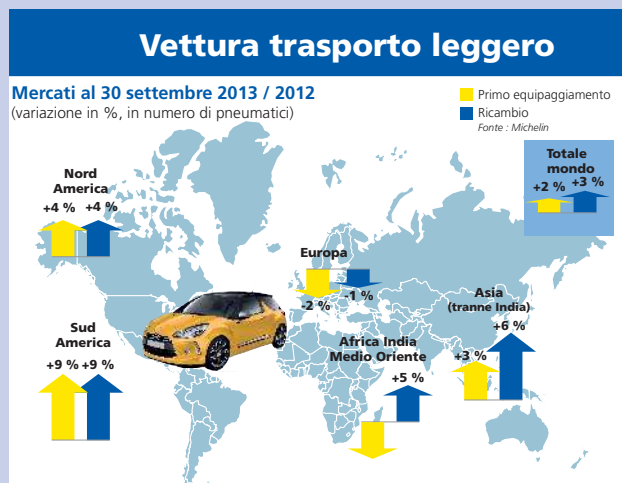 Vettura trasporto leggero
Mercati al 30 settembre 2013 / 2012
(variazione in %, in numero di pneumatici)
Primo equipaggiamento
Ricambio
Fonte : Michelin
Totale
mondo
+2 % +3 %
Nord
America
+4 % +4 %
Europa
-2 % -1 %
Asia
(tranne India)
+6 %
+3 %
Sud
America
+9 % +9 %
Africa India
Medio Oriente
+5 %